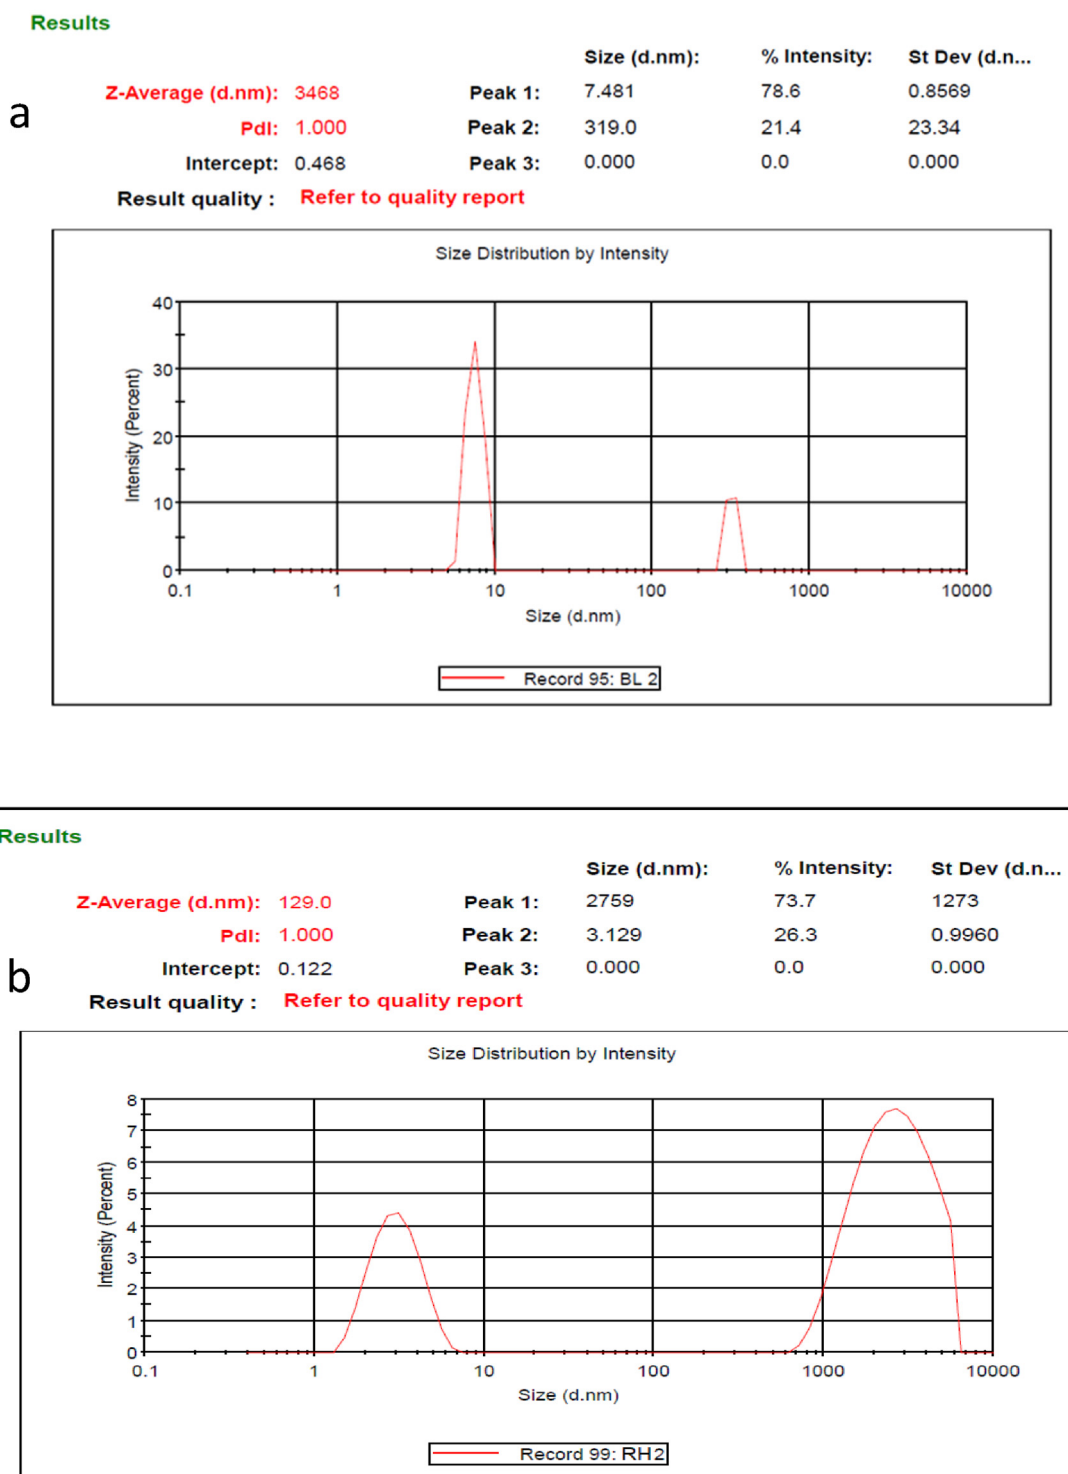 Results
Size (d.nm): % Intensity: St Dev (d.n...
Z-Average (d.nm): 3468 Peak 1: 7.481 78.6 0.8569
a
PdI: 1.000 Peak 2: 319.0 21.4 23.34
Intercept: 0.468 Peak 3: 0.000 0.0 0.000
Result quality : Refer to quality report
Size Distribution by Intensity
40
30
20
10
0
Intensity (Percent)
0.1 1 10 100 1000 10000
Size (d.nm)
Record 95: BL 2
Results
Size (d.nm): % Intensity: St Dev (d.n...
Z-Average (d.nm): 129.0 Peak 1: 2759 73.7 1273
PdI: 1.000 Peak 2: 3.129 26.3 0.9960
Intercept: 0.122 Peak 3: 0.000 0.0 0.000
b
Result quality : Refer to quality report
Size Distribution by Intensity
8
7
6
5
4
3
2
1
0
Intensity (Percent)
0.1 1 10 100 1000 10000
Size (d.nm)
Record 99: RH2